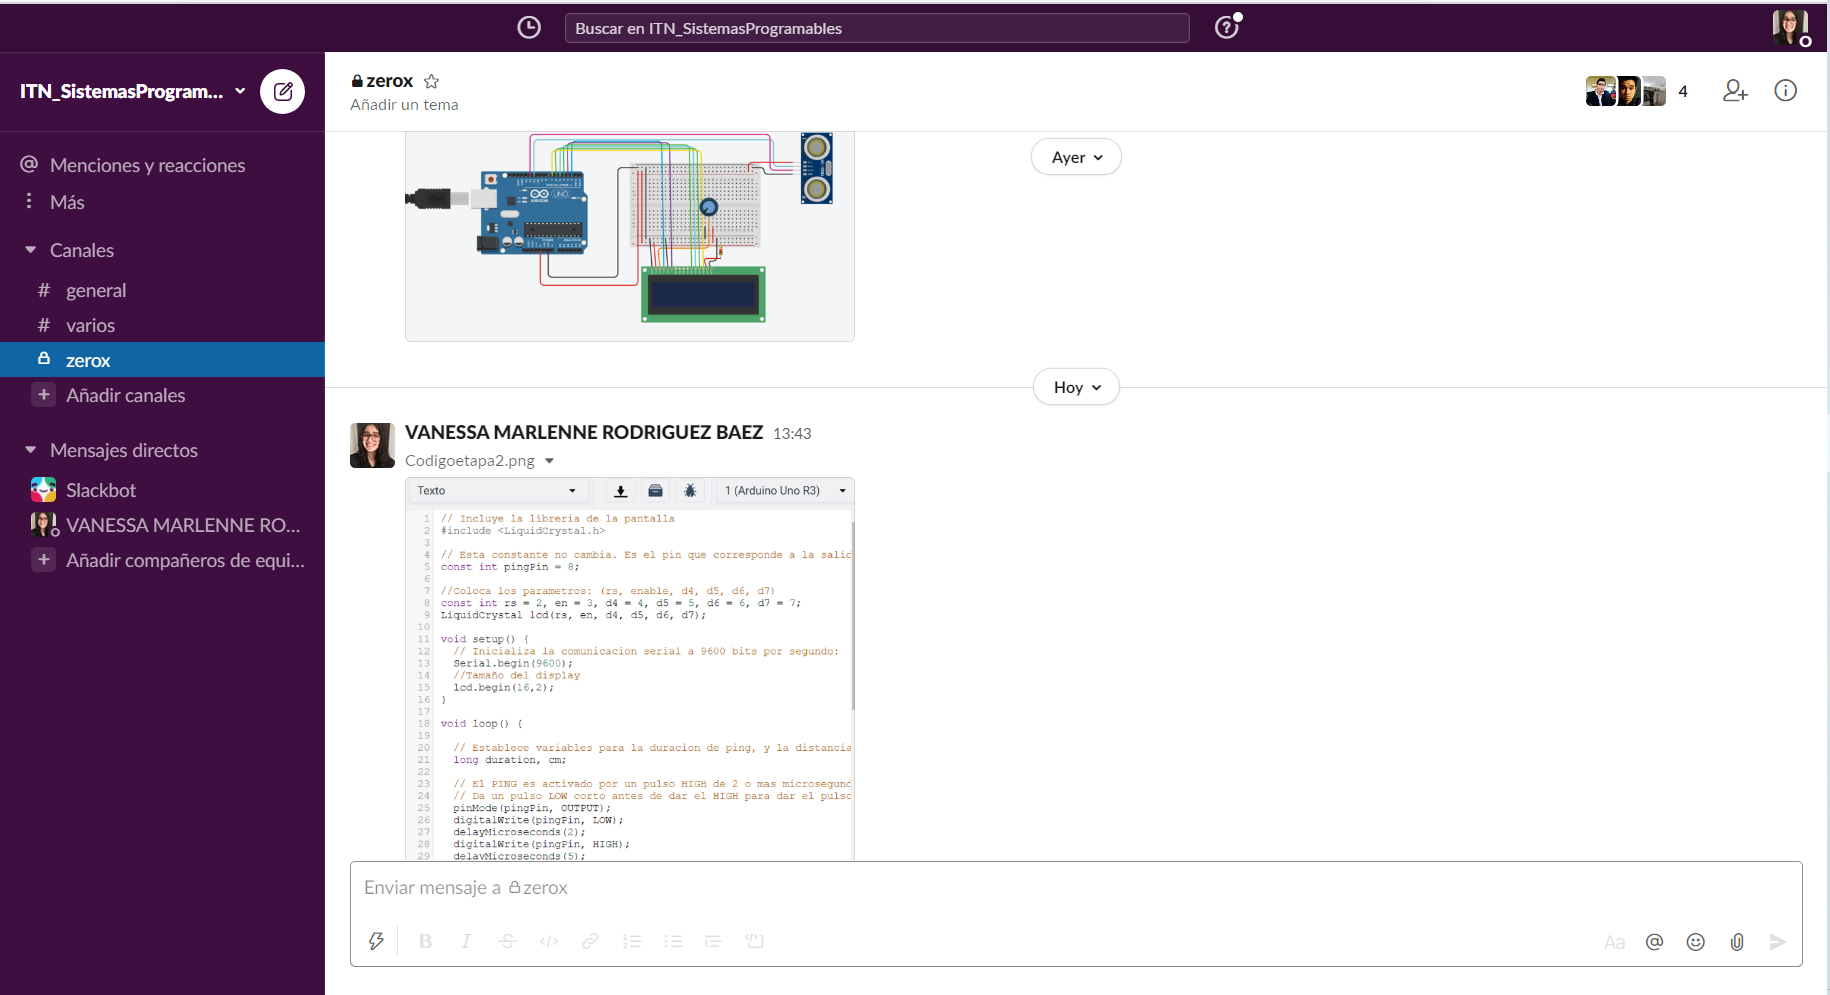 Buscar en ITN_SistemasProgramables
ITN_SistemasProgram...
Menciones y reacciones
Más
Canales
# general
# varios
zerox
+ Añadir canales
Mensajes directos
Slackbot
VANESSA MARLENNE RO...
+ Añadir compañeros de equi...
zerox
Añadir un tema
4
Ayer
UNO
Hoy
VANESSA MARLENNE RODRIGUEZ BAEZ 13:43
Codigoetapa2.png
Texto
1 (Arduino Uno R3)
1 // Incluye la libreria de la pantalla
2 #include <LiquidCrystal.h>
3
4 // Esta constante no cambia. Es el pin que corresponde a la salid
5 const int pingPin = 8;
6
7 //Coloca los parametros: (rs, enable, d4, d5, d6, d7)
8 const int rs = 2, en = 3, d4 = 4, d5 = 5, d6 = 6, d7 = 7;
9 LiquidCrystal lcd(rs, en, d4, d5, d6, d7);
10
11 void setup() {
12 // Inicializa la comunicacion serial a 9600 bits por segundo:
13 Serial.begin(9600);
14 //Tamaño del display
15 lcd.begin(16,2);
16 }
17
18 void loop() {
19
20 // Establece variables para la duracion de ping, y la distancia
21 long duration, cm;
22
23 // El PING es activado por un pulso HIGH de 2 o mas microsegund
24 // Da un pulso LOW corto antes de dar el HIGH para dar el pulso
25 pinMode(pingPin, OUTPUT);
26 digitalWrite(pingPin, LOW);
27 delayMicroseconds(2);
28 digitalWrite(pingPin, HIGH);
29 delayMicroseconds(5);
Enviar mensaje a zerox
B I S </>
Aa @